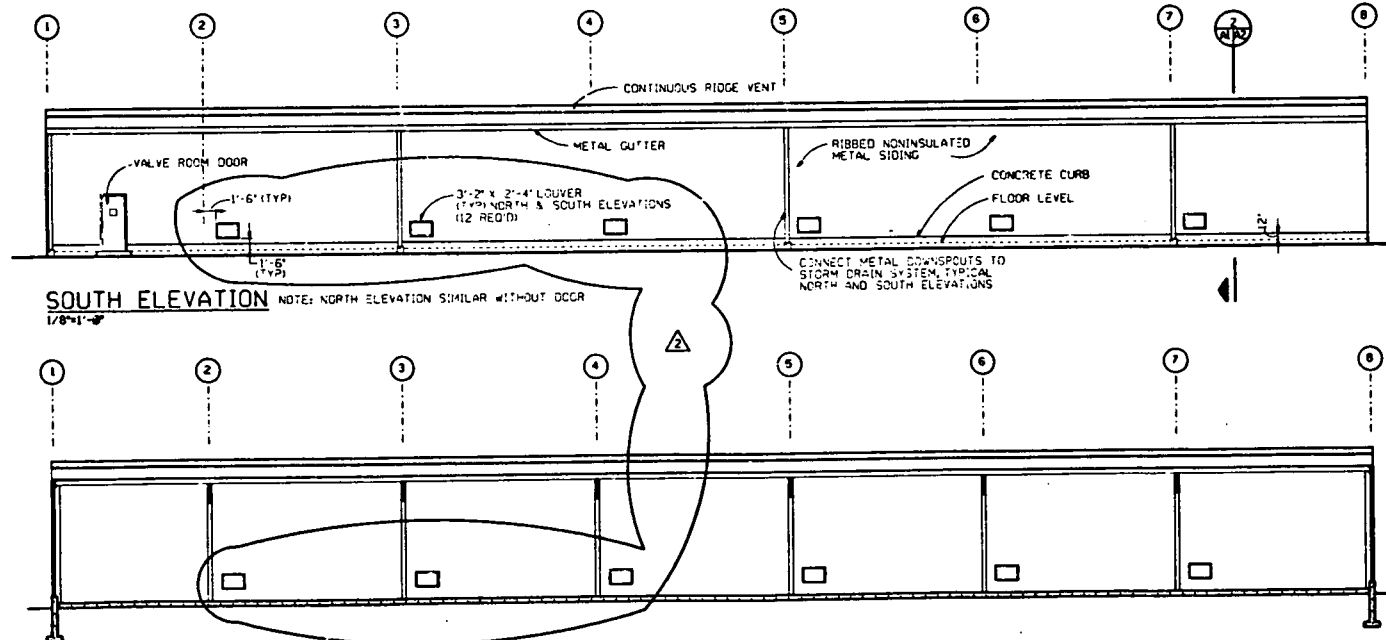 1 2 3 4 5 6 7 2 8
A1 A2
CONTINUOUS RIDGE VENT
METAL GUTTER
RIBBED NONINSULATED
METAL SIDING
VALVE ROOM DOOR
CONCRETE CURB
1'-6" (TYP)
3'-2" X 2'-4" LOUVER
(TYP) NORTH & SOUTH ELEVATIONS
(12 REQ'D)
FLOOR LEVEL
12"
1'-6"
(TYP)
CONNECT METAL DOWNSPOUTS TO
STORM DRAIN SYSTEM, TYPICAL
NORTH AND SOUTH ELEVATIONS
SOUTH ELEVATION NOTE: NORTH ELEVATION SIMILAR WITHOUT DOOR
1/8"=1'-0"
2
1 2 3 4 5 6 7 8